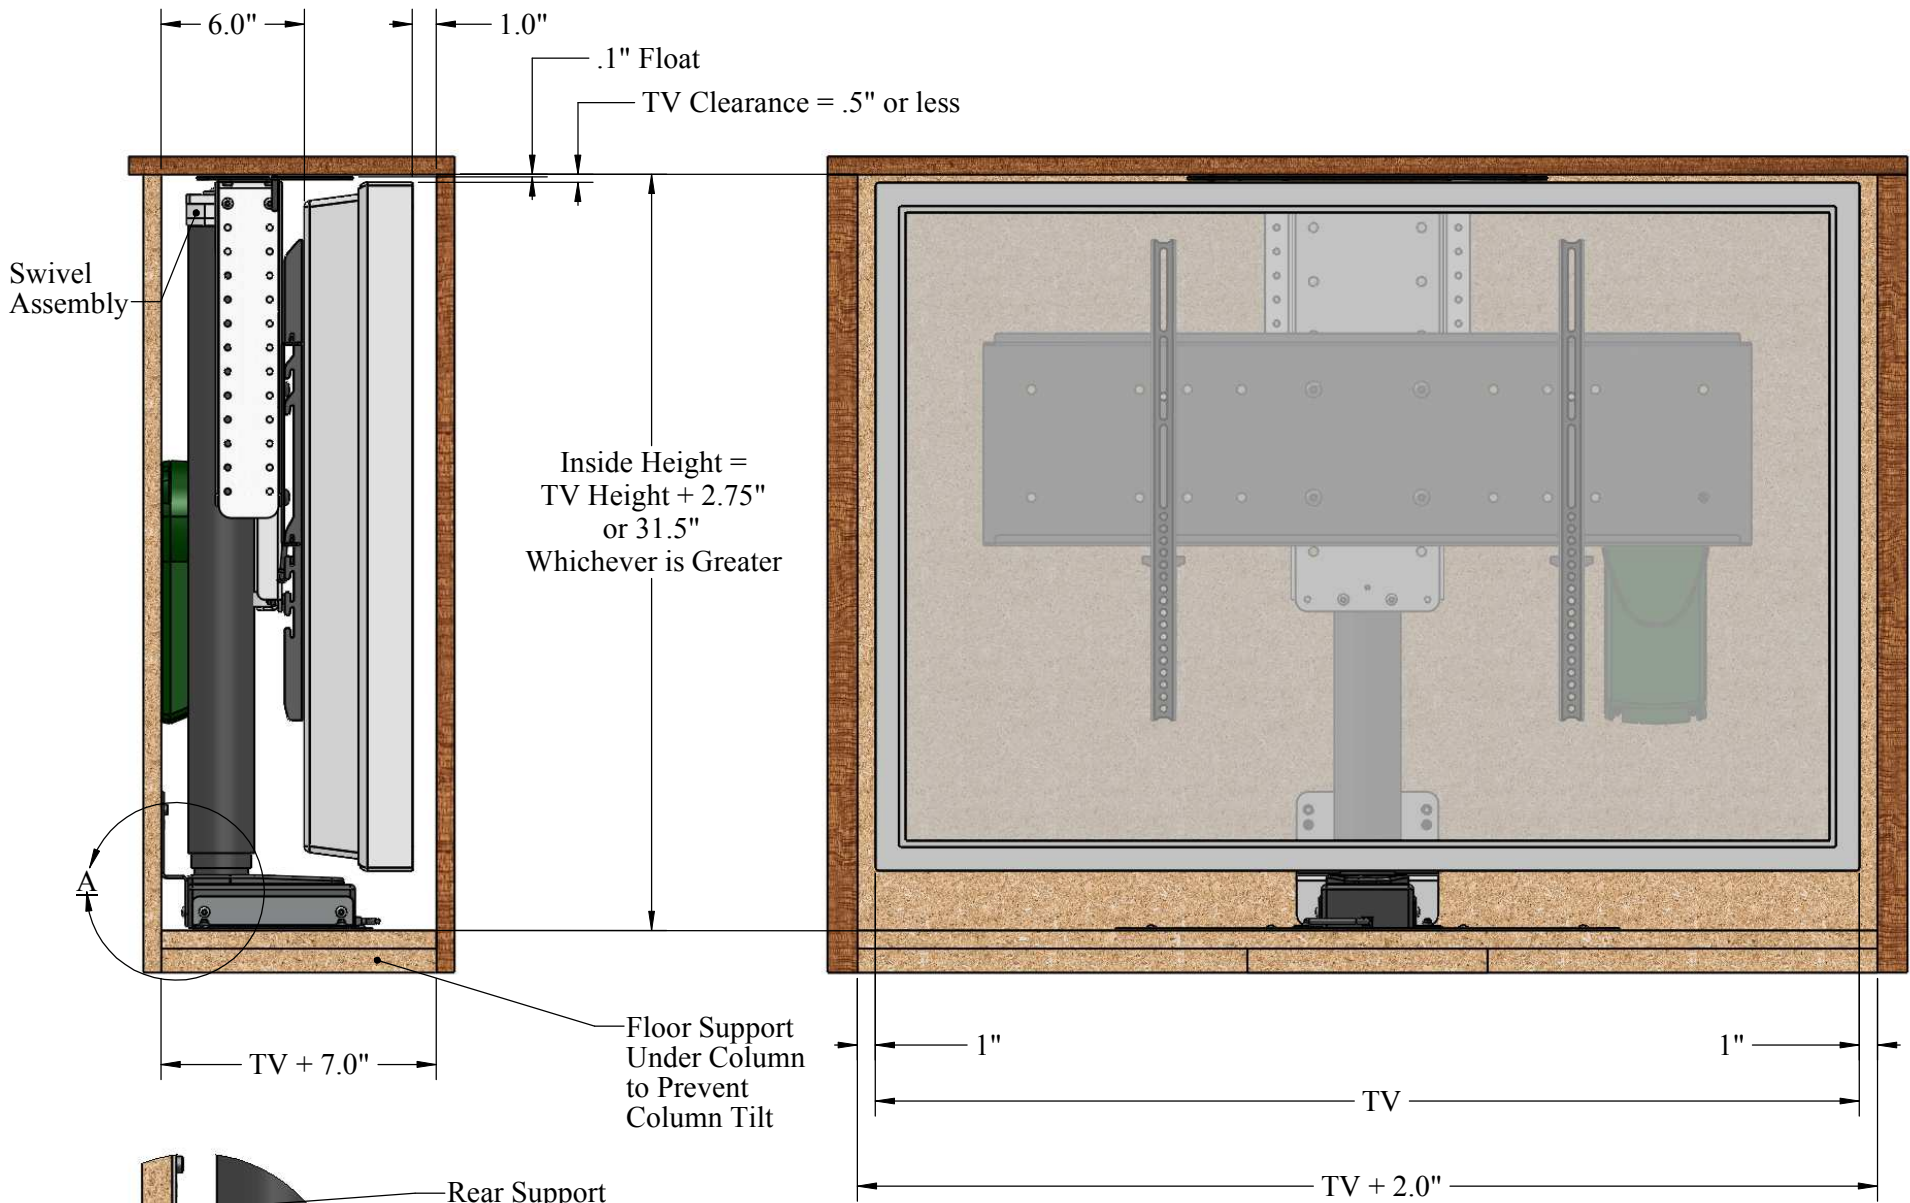 6.0"
1.0"
.1" Float
TV Clearance = .5" or less
Swivel
Assembly
Inside Height =
TV Height + 2.75"
or 31.5"
Whichever is Greater
A
Floor Support
Under Column
to Prevent
Column Tilt
TV + 7.0"
1"
1"
TV
TV + 2.0"
Rear Support